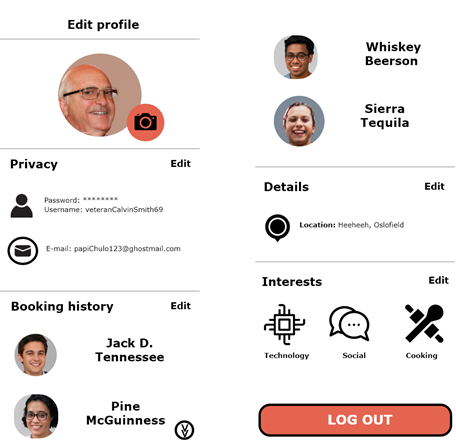 Edit profile
Privacy
Edit
Password: ********
Username: veteranCalvinSmith69
E-mail: papiChulo123@ghostmail.com
Booking history
Edit
Jack D.
Tennessee
Pine
McGuinness
Whiskey
Beerson
Sierra
Tequila
Details
Edit
Location: Heeheeh, Oslofield
Interests
Edit
Technology
Social
Cooking
LOG OUT